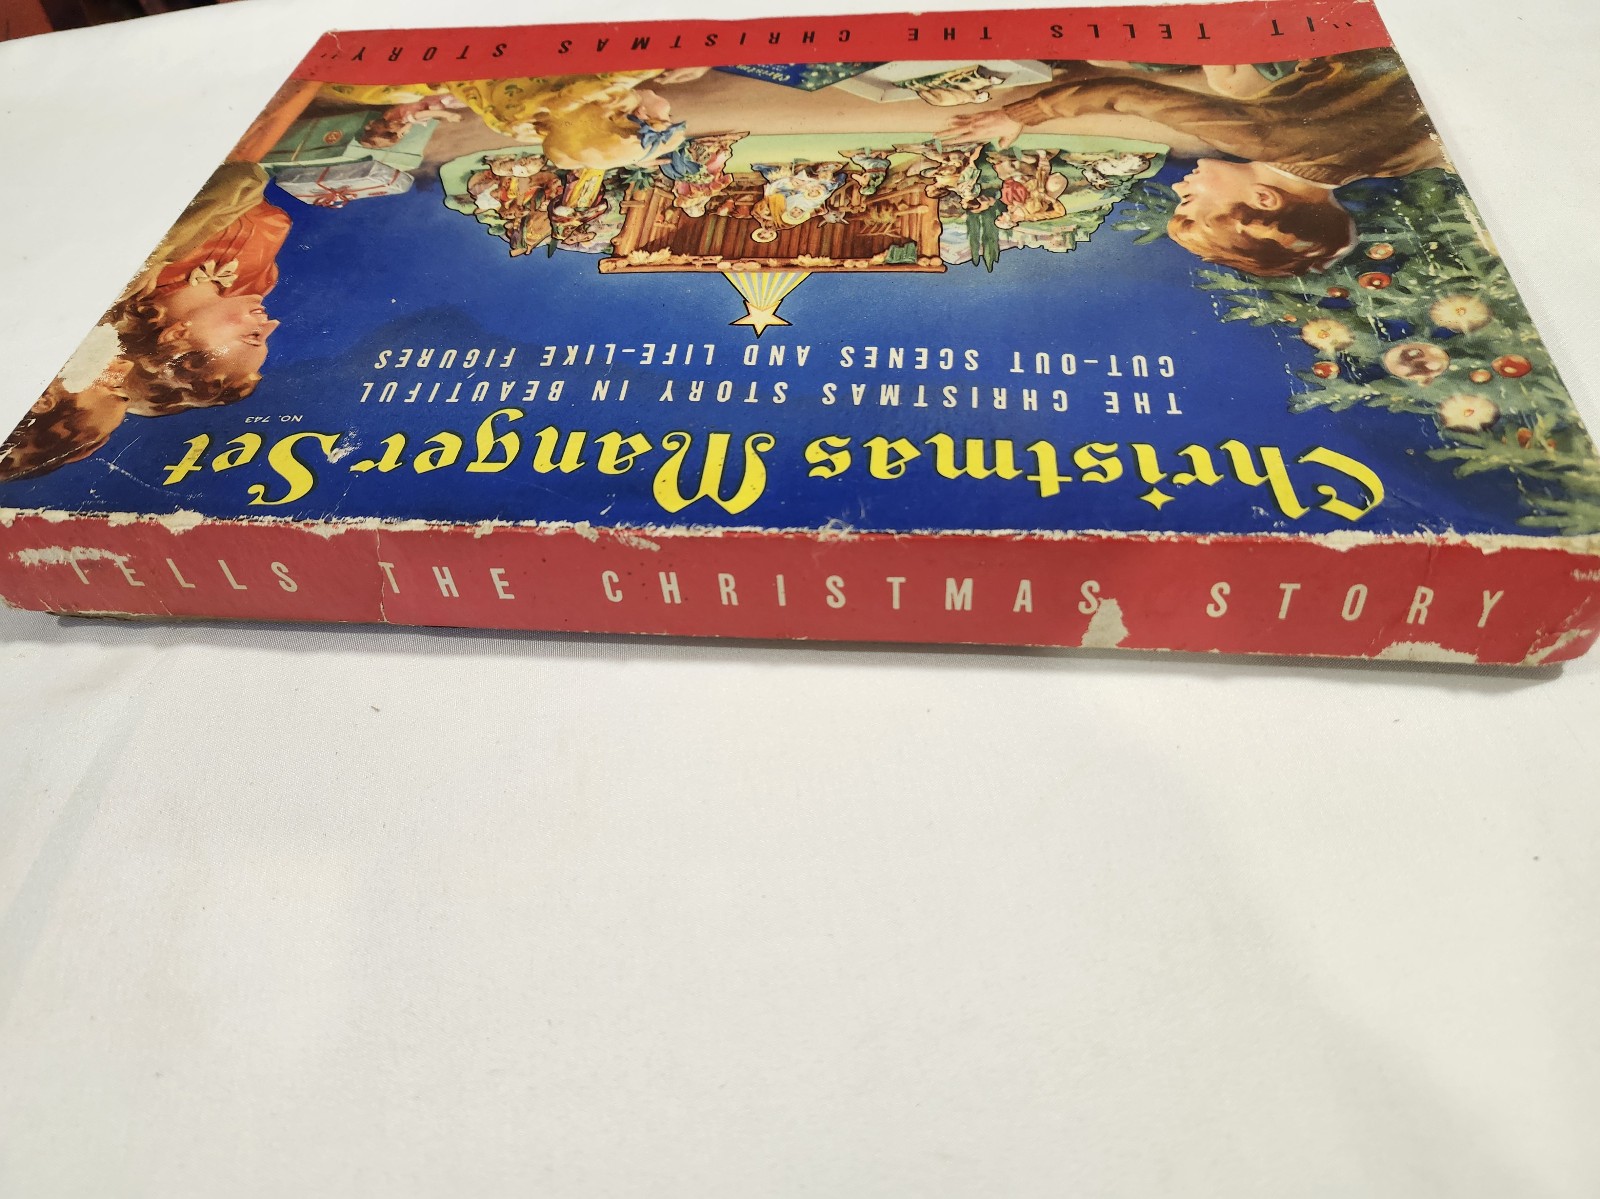 Christmas Manger Set
NO. 743
THE CHRISTMAS STORY IN BEAUTIFUL
CUT-OUT SCENES AND LIFE-LIKE FIGURES
Christmas
"IT TELLS THE CHRISTMAS STORY"
TELLS THE CHRISTMAS STORY